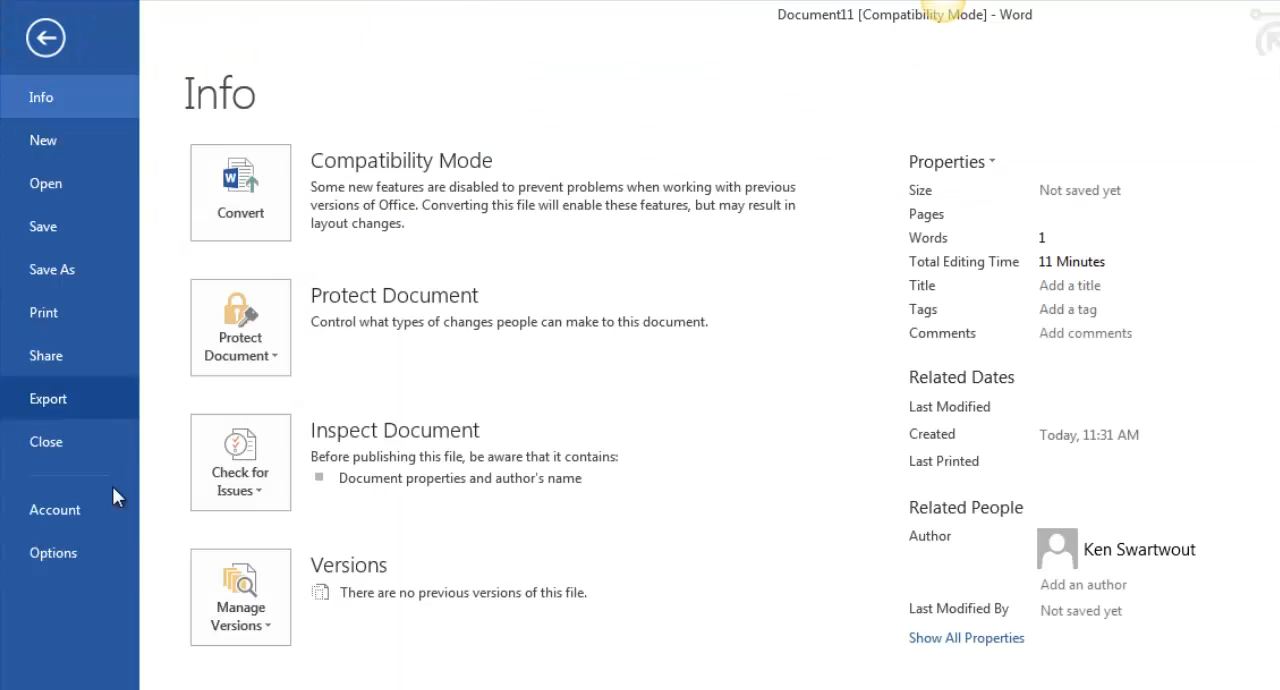 Document11 [Compatibility Mode] - Word
Info
New
Open
Save
Save As
Print
Share
Export
Close
Account
Options
Info
Convert
Compatibility Mode
Some new features are disabled to prevent problems when working with previous
versions of Office. Converting this file will enable these features, but may result in
layout changes.
Protect
Document
Protect Document
Control what types of changes people can make to this document.
Check for
Issues
Inspect Document
Before publishing this file, be aware that it contains:
Document properties and author's name
Manage
Versions
Versions
There are no previous versions of this file.
Properties
Size Not saved yet
Pages
Words 1
Total Editing Time 11 Minutes
Title Add a title
Tags Add a tag
Comments Add comments
Related Dates
Last Modified
Created Today, 11:31 AM
Last Printed
Related People
Author
Ken Swartwout
Add an author
Last Modified By Not saved yet
Show All Properties
W